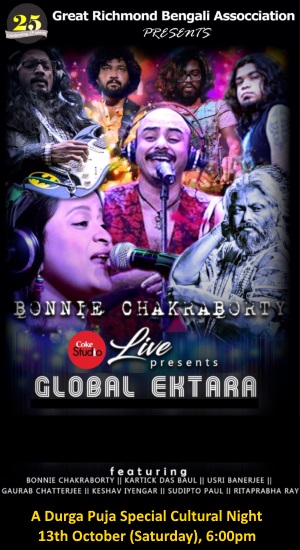 25
Great Richmond Bengali Assocciation
PRESENTS
BONNIE CHAKRABORTY
Coke Studio Live
presents
GLOBAL EKTARA
featuring
BONNIE CHAKRABORTY || KARTICK DAS BAUL || USRI BANERJEE ||
GAURAB CHATTERJEE || KESHAV IYENGAR || SUDIPTO PAUL || RITAPRABHA RAY
A Durga Puja Special Cultural Night
13th October (Saturday), 6:00pm